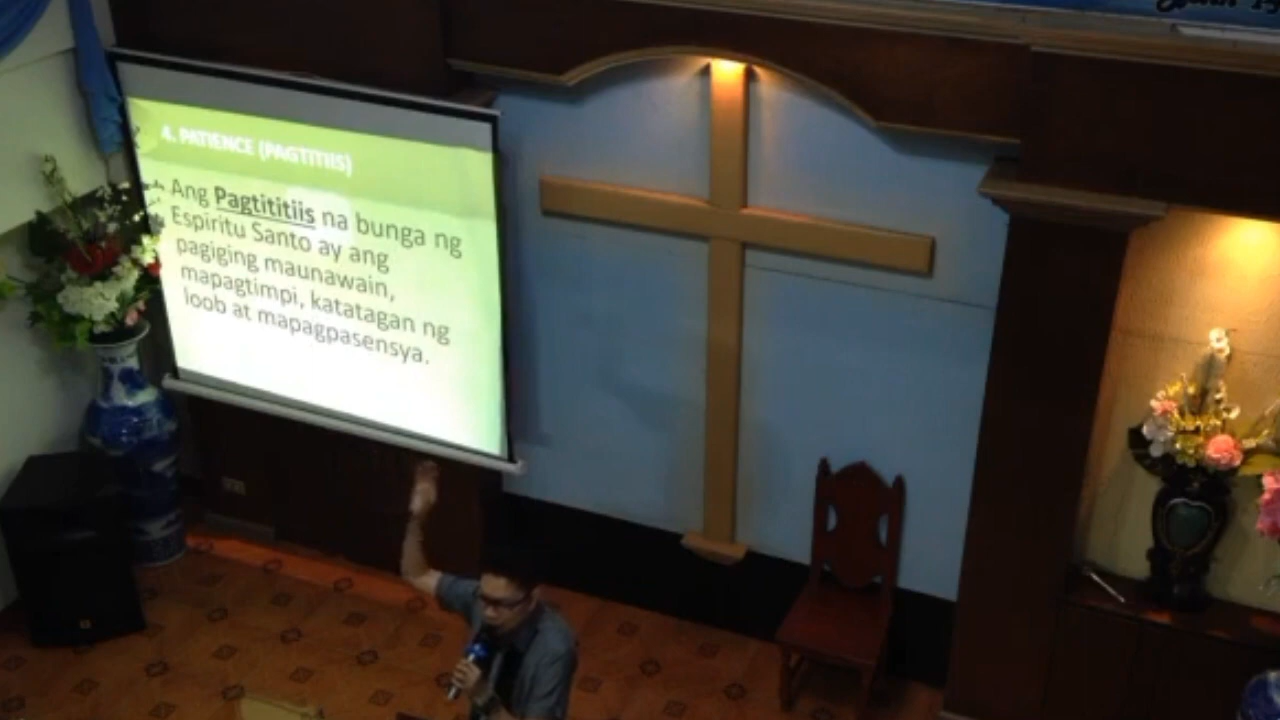 4. PATIENCE (PAGTITIIS)
Ang Pagtititiis na bunga ng
Espiritu Santo ay ang
pagiging maunawain,
mapagtimpi, katatagan ng
loob at mapagpasensya.